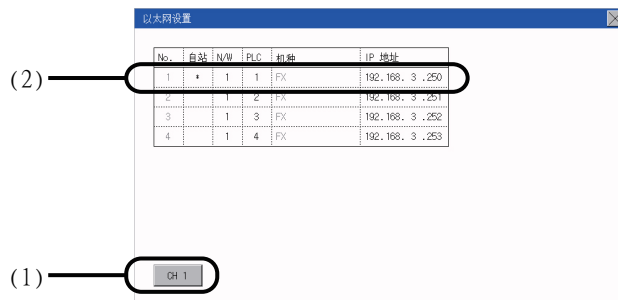 以太网设置
No. 自站 N/W PLC 机种 IP 地址
(2)
1 * 1 1 FX 192.168. 3 .250
2 1 2 FX 192.168. 3 .251
3 1 3 FX 192.168. 3 .252
4 1 4 FX 192.168. 3 .253
(1)
CH 1